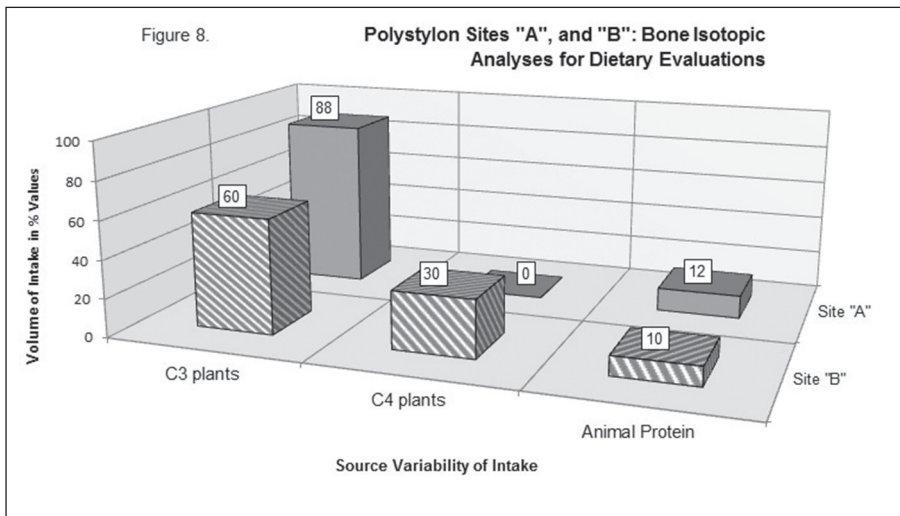 Figure 8.
Polystylon Sites "A", and "B": Bone Isotopic
Analyses for Dietary Evaluations
Volume of Intake in % Values
100
80
60
40
20
0
88
60
0
30
12
10
C3 plants
C4 plants
Animal Protein
Site "A"
Site "B"
Source Variability of Intake